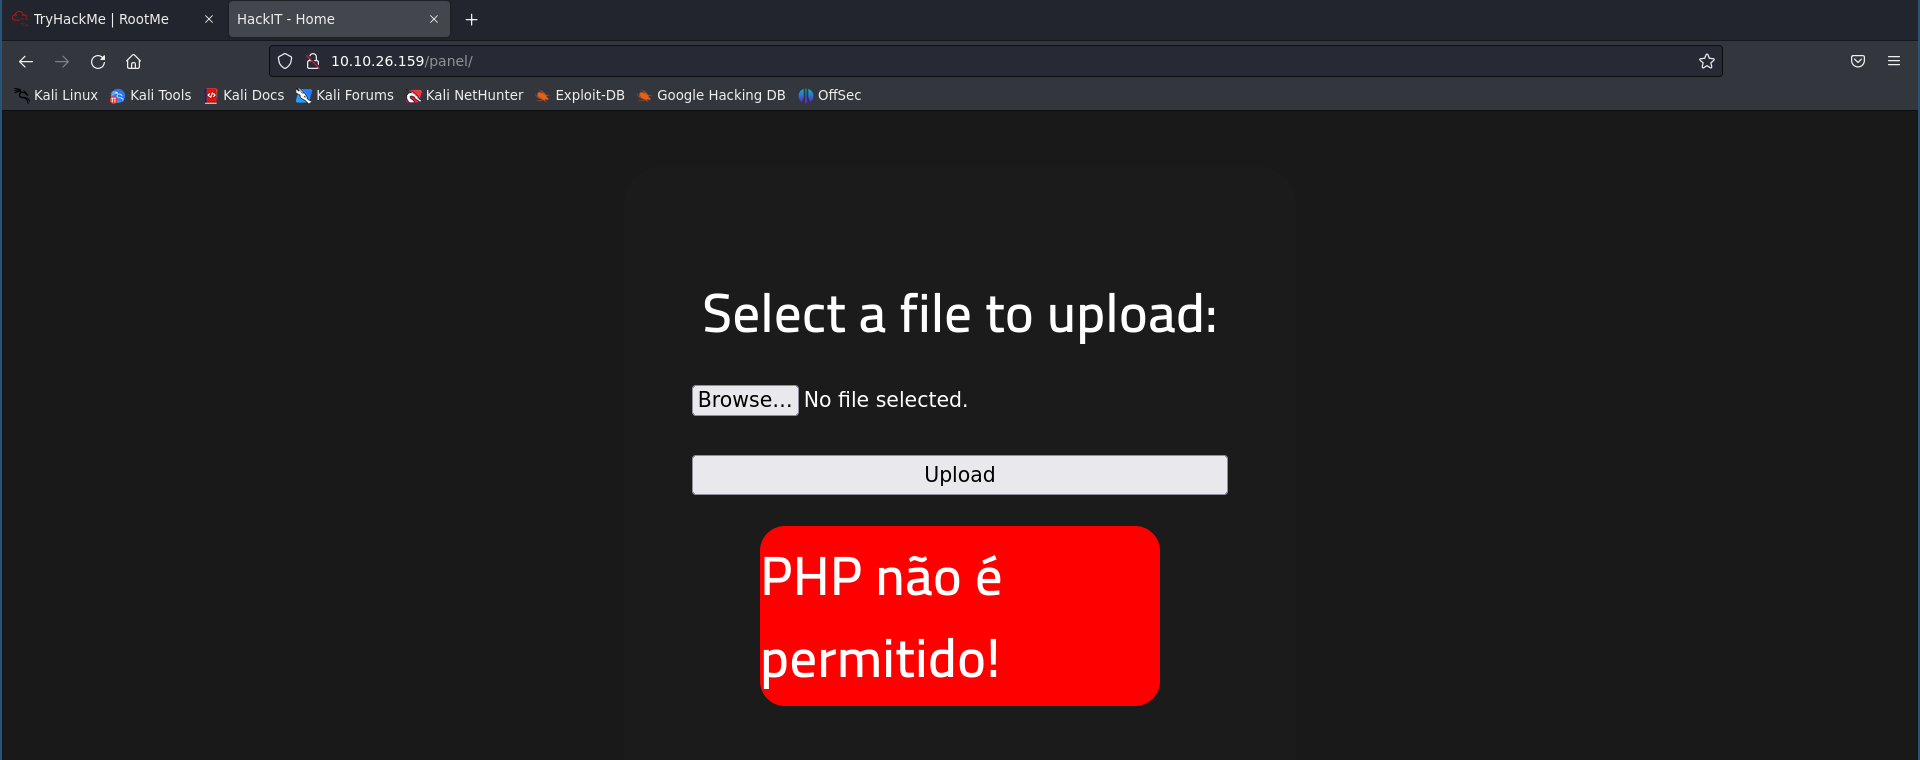 TryHackMe | RootMe
HackIT - Home
10.10.26.159/panel/
Kali Linux Kali Tools Kali Docs Kali Forums Kali NetHunter Exploit-DB Google Hacking DB OffSec
Select a file to upload:
Browse... No file selected.
Upload
PHP não é
permitido!